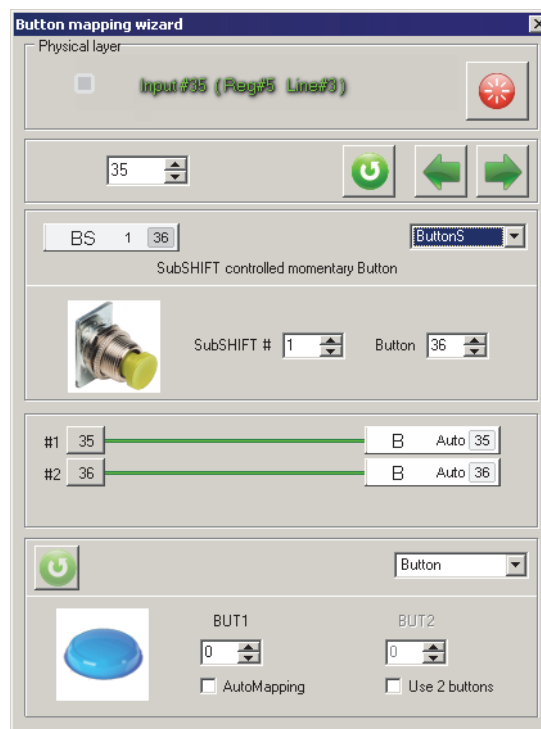 Button mapping wizard
Physical layer
Input #35 (Reg#5 Line#3)
35
BS 1 36
ButtonS
SubSHIFT controlled momentary Button
SubSHIFT # 1 Button 36
#1 35 B Auto 35
#2 36 B Auto 36
Button
BUT1 BUT2
0 0
AutoMapping Use 2 buttons